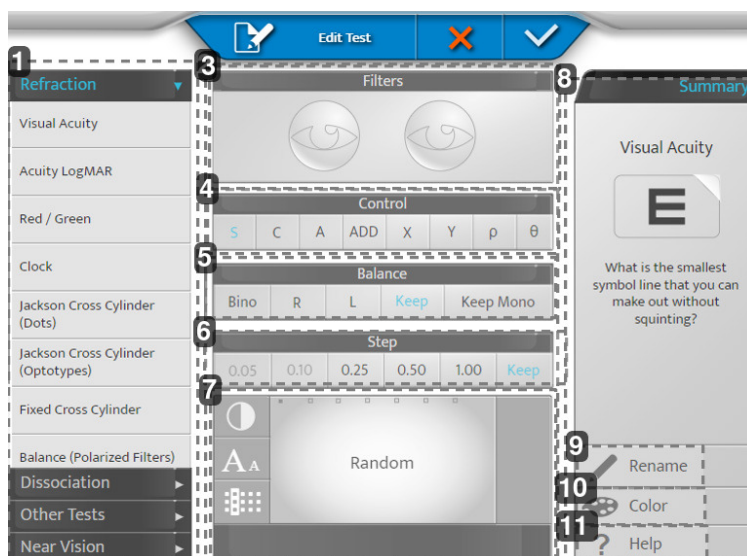 Edit Test
1
Refraction
Visual Acuity
Acuity LogMAR
Red / Green
Clock
Jackson Cross Cylinder
(Dots)
Jackson Cross Cylinder
(Optotypes)
Fixed Cross Cylinder
Balance (Polarized Filters)
Dissociation
Other Tests
Near Vision
3
Filters
4
Control
S C A ADD X Y ρ θ
5
Balance
Bino R L Keep Keep Mono
6
Step
0.05 0.10 0.25 0.50 1.00 Keep
7
A A
Random
8
Summary
Visual Acuity
E
What is the smallest
symbol line that you can
make out without
squinting?
9
Rename
10
Color
11
? Help